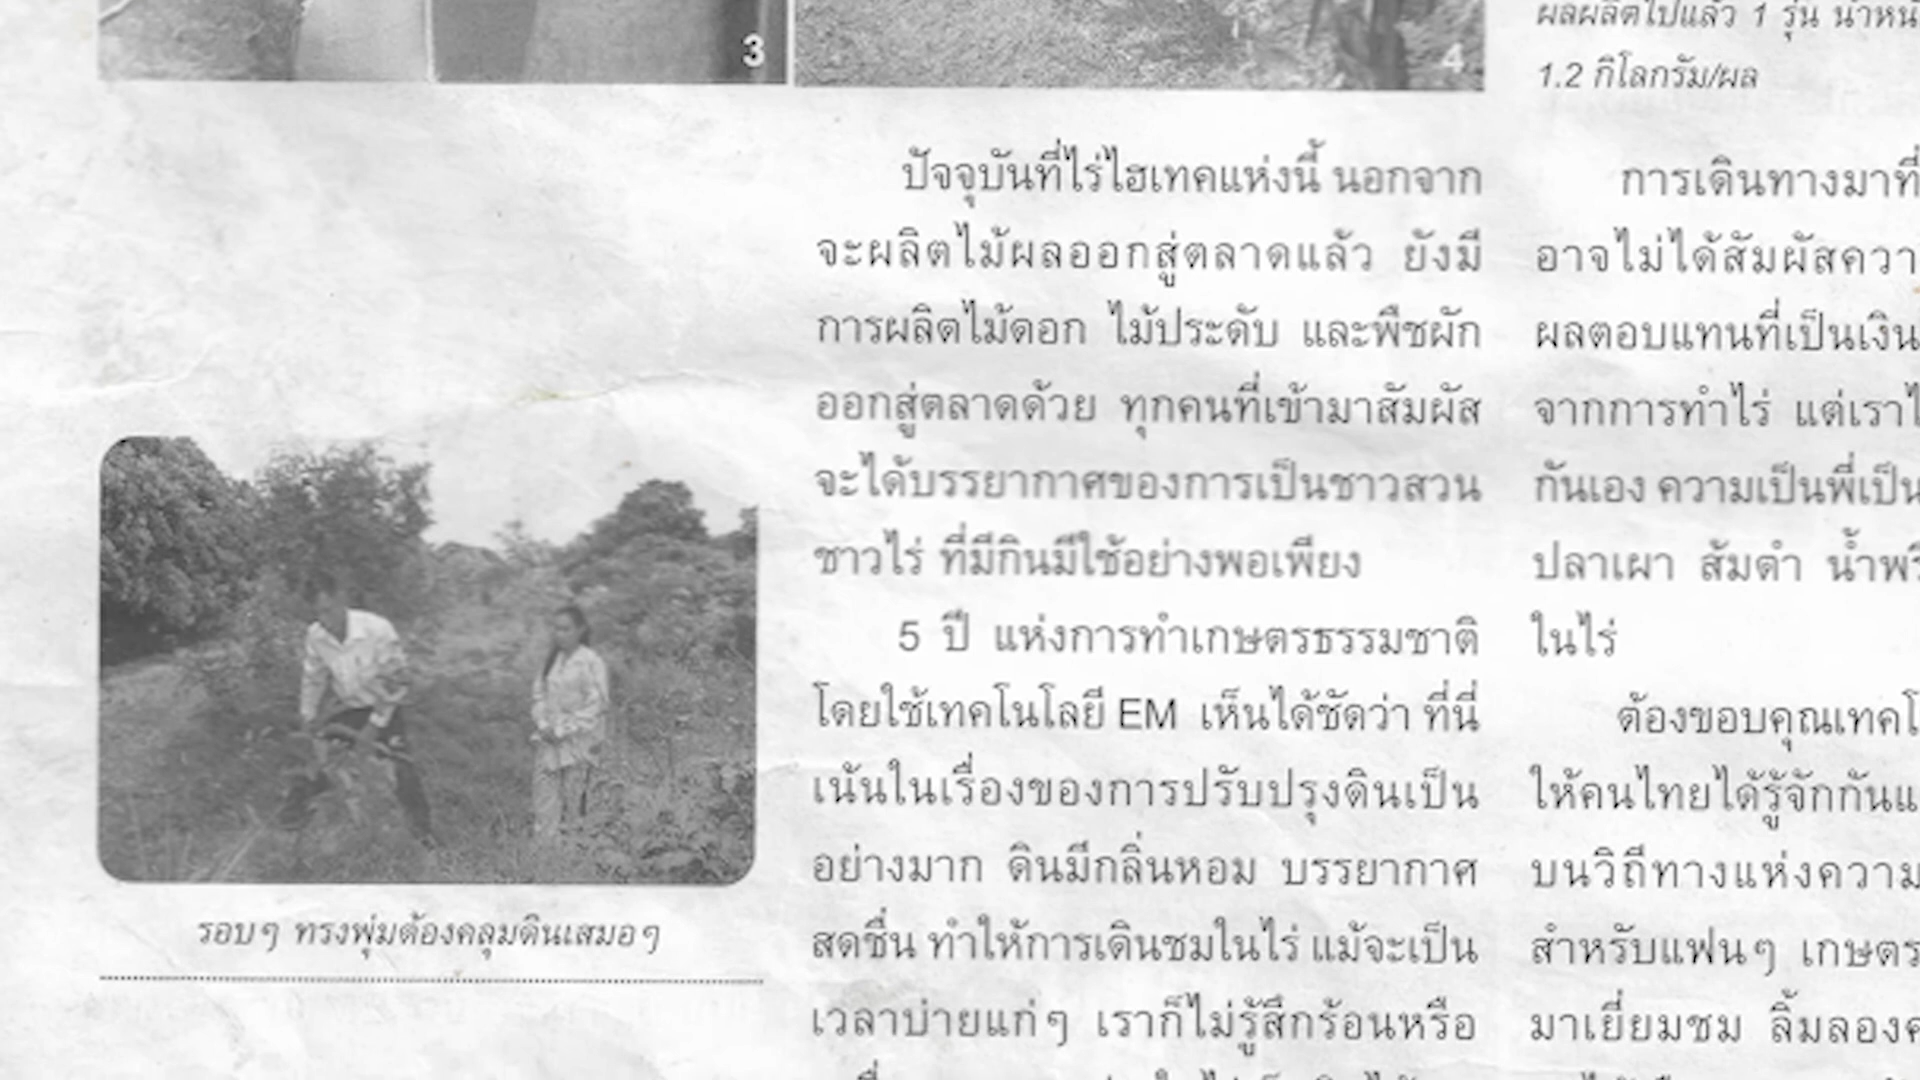 3
4
ปัจจุบันที่ไร่ไฮเทคแห่งนี้ นอกจาก
จะผลิตไม้ผลออกสู่ตลาดแล้ว ยังมี
การผลิตไม้ดอก ไม้ประดับ และพืชผัก
ออกสู่ตลาดด้วย ทุกคนที่เข้ามาสัมผัส
จะได้บรรยากาศของการเป็นชาวสวน
ชาวไร่ ที่มีกินมีใช้อย่างพอเพียง
5 ปี แห่งการทำเกษตรธรรมชาติ
โดยใช้เทคโนโลยี EM เห็นได้ชัดว่า ที่นี่
เน้นในเรื่องของการปรับปรุงดินเป็น
อย่างมาก ดินมีกลิ่นหอม บรรยากาศ
สดชื่น ทำให้การเดินชมในไร่ แม้จะเป็น
เวลาบ่ายแก่ๆ เราก็ไม่รู้สึกร้อนหรือ
รอบๆ ทรงพุ่มต้องคลุมดินเสมอๆ
ผลผลิตไปแล้ว 1 รุ่น น้ำหนั
1.2 กิโลกรัม/ผล
การเดินทางมาที่
อาจไม่ได้สัมผัสควา
ผลตอบแทนที่เป็นเงิน
จากการทำไร่ แต่เราไ
กันเอง ความเป็นพี่เป็น
ปลาเผา ส้มตำ น้ำพริ
ในไร่
ต้องขอบคุณเทคโ
ให้คนไทยได้รู้จักกันแ
บนวิถีทางแห่งความ
สำหรับแฟนๆ เกษตร
มาเยี่ยมชม ลิ้มลองค